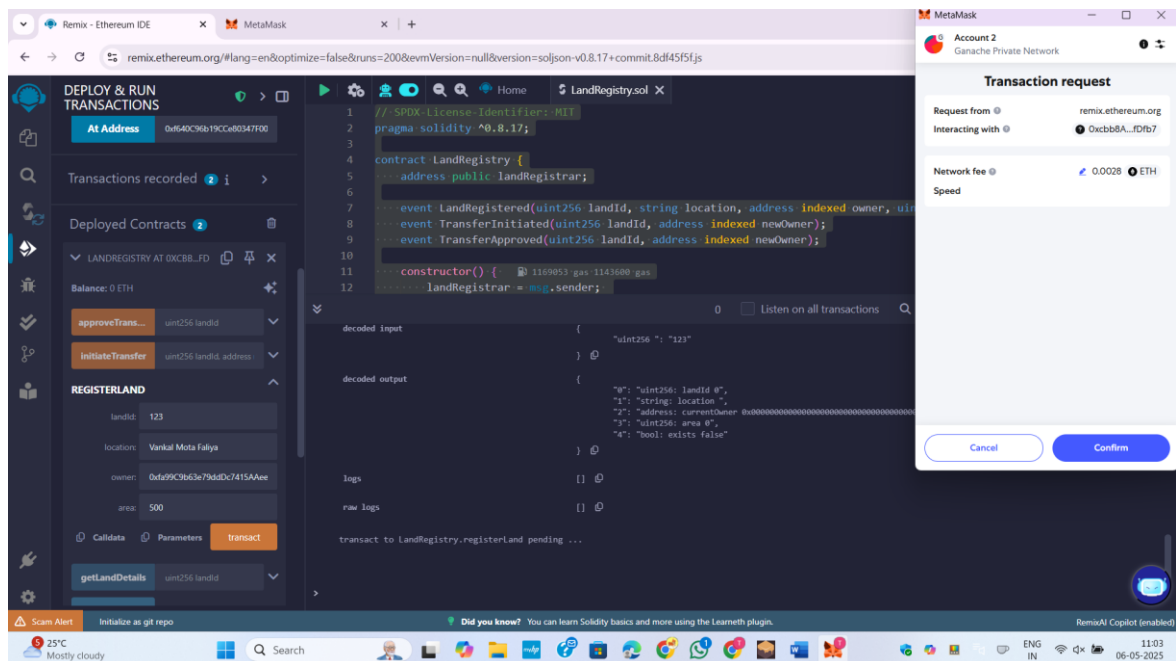 Remix - Ethereum IDE
MetaMask
remix.ethereum.org/#lang=en&optimize=false&runs=200&evmVersion=null&version=soljson-v0.8.17+commit.8df45f5f.js
DEPLOY & RUN
TRANSACTIONS
At Address 0xf640C96b19CCe80347F00
Transactions recorded 2 i
Deployed Contracts 2
LANDREGISTRY AT 0XCBB...FD
Balance: 0 ETH
approveTrans... uint256 landId
initiateTransfer uint256 landId, address
REGISTERLAND
landId: 123
location: Vankal Mota Faliya
owner: 0xfa99C9b63e79ddDc7415AAee
area: 500
Calldata Parameters transact
getLandDetails uint256 landId
Home LandRegistry.sol
1 // SPDX-License-Identifier: MIT
2 pragma solidity ^0.8.17;
3
4 contract LandRegistry {
5 address public landRegistrar;
6
7 event LandRegistered(uint256 landId, string location, address indexed owner, uin
8 event TransferInitiated(uint256 landId, address indexed newOwner);
9 event TransferApproved(uint256 landId, address indexed newOwner);
10
11 constructor() { 1169053 gas 1143600 gas
12 landRegistrar = msg.sender;
0 Listen on all transactions
decoded input {
"uint256 ": "123"
}
decoded output {
"0": "uint256: landId 0",
"1": "string: location ",
"2": "address: currentOwner 0x0000000000000000000000000000000000
"3": "uint256: area 0",
"4": "bool: exists false"
}
logs []
raw logs []
transact to LandRegistry.registerLand pending ...
>
MetaMask
Account 2
Ganache Private Network
Transaction request
Request from remix.ethereum.org
Interacting with 0xcbb8A...fDfb7
Network fee 0.0028 ETH
Speed
Cancel Confirm
Scam Alert Initialize as git repo Did you know? You can learn Solidity basics and more using the Learneth plugin. RemixAI Copilot (enabled)
5
25°C
Mostly cloudy
Search
ENG
IN
11:03
06-05-2025